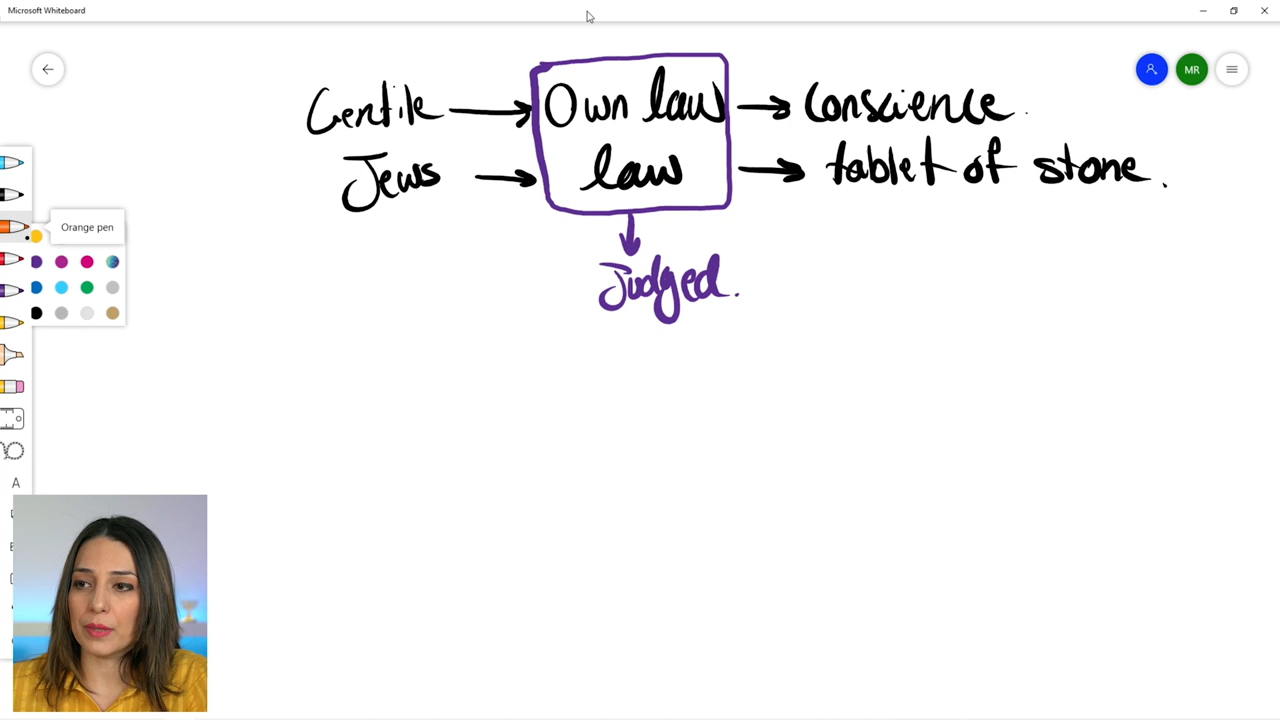 Microsoft Whiteboard
MR
Gentile → Own law → Conscience.
Jews → law → tablet of stone.
Orange pen
Judged.
A